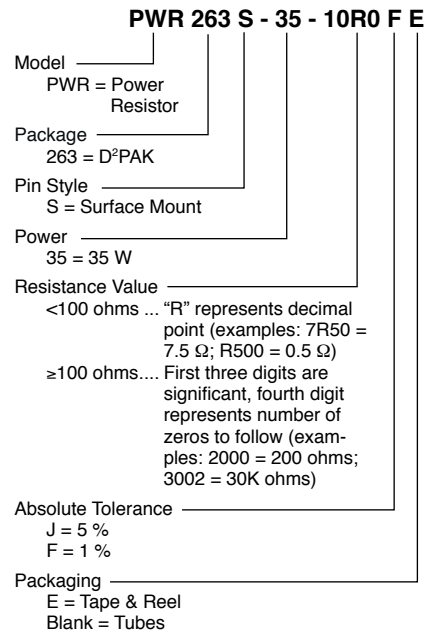 PWR 263 S - 35 - 10R0 F E
Model
PWR = Power
Resistor
Package
263 = D²PAK
Pin Style
S = Surface Mount
Power
35 = 35 W
Resistance Value
<100 ohms ... “R” represents decimal
point (examples: 7R50 =
7.5 Ω; R500 = 0.5 Ω)
≥100 ohms.... First three digits are
significant, fourth digit
represents number of
zeros to follow (exam-
ples: 2000 = 200 ohms;
3002 = 30K ohms)
Absolute Tolerance
J = 5 %
F = 1 %
Packaging
E = Tape & Reel
Blank = Tubes